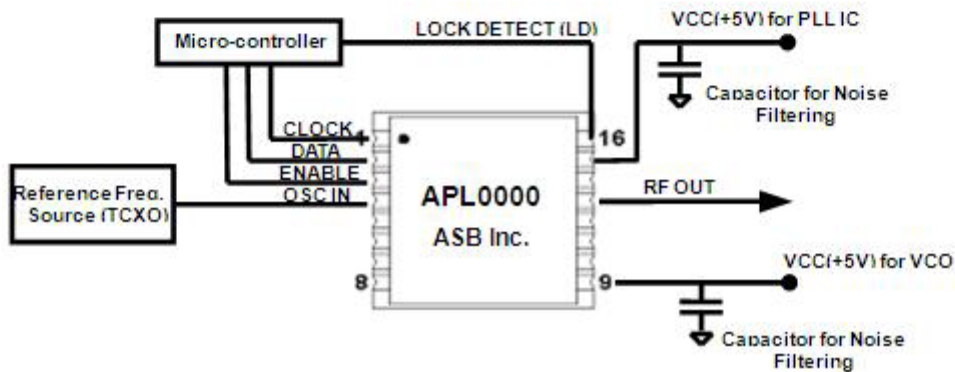 Micro-controller
LOCK DETECT (LD)
VCC(+5V) for PLL IC
Capacitor for Noise
Filtering
CLOCK
1
16
DATA
ENABLE
OSC IN
Reference Freq.
Source (TCXO)
APL0000
ASB Inc.
RF OUT
8
9
VCC(+5V) for VCO
Capacitor for Noise
Filtering